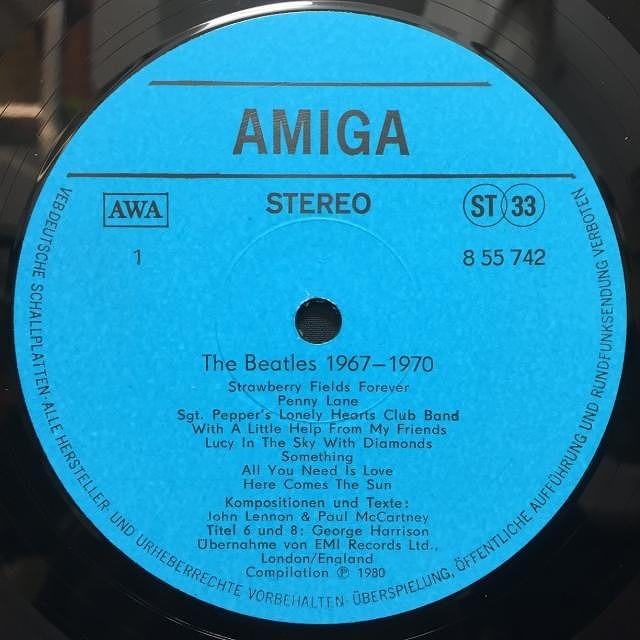 AMIGA
AWA
STEREO
ST 33
1
8 55 742
The Beatles 1967–1970
Strawberry Fields Forever
Penny Lane
Sgt. Pepper's Lonely Hearts Club Band
With A Little Help From My Friends
Lucy In The Sky With Diamonds
Something
All You Need Is Love
Here Comes The Sun
Kompositionen und Texte:
John Lennon & Paul McCartney
Titel 6 und 8: George Harrison
Übernahme von EMI Records Ltd.,
London/England
Compilation ℗ 1980
VEB DEUTSCHE SCHALLPLATTEN · ALLE HERSTELLER- UND URHEBERRECHTE VORBEHALTEN · ÜBERSPIELUNG, ÖFFENTLICHE AUFFÜHRUNG UND RUNDFUNKSENDUNG VERBOTEN